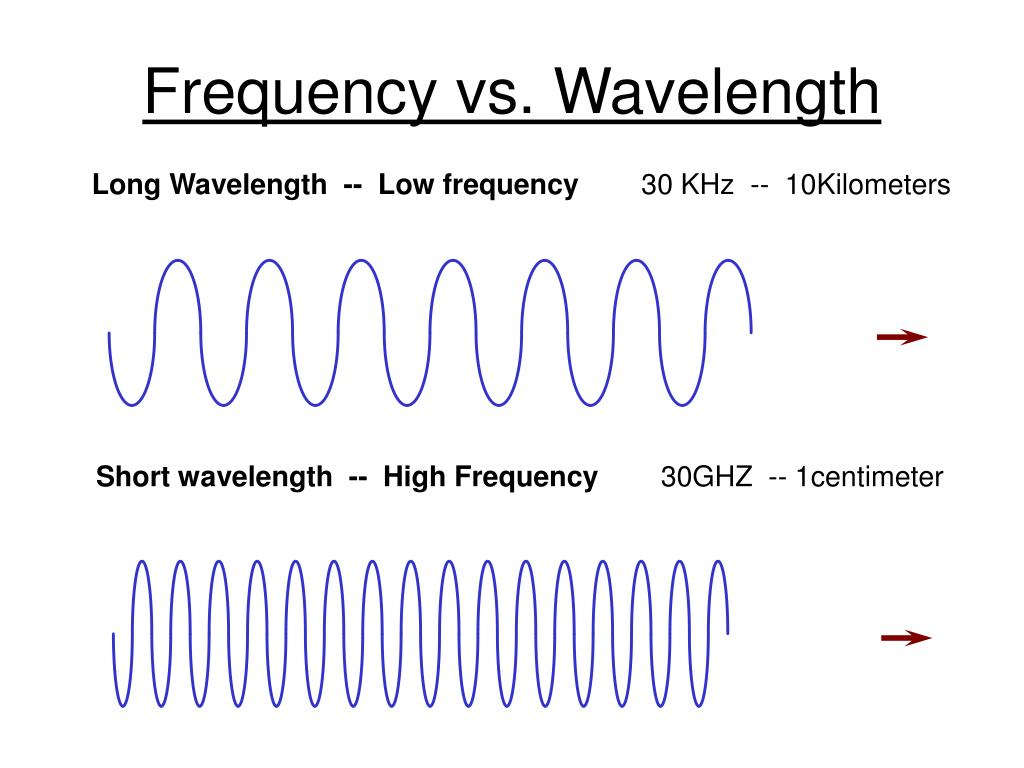 Frequency vs. Wavelength
Long Wavelength -- Low frequency 30 KHz -- 10Kilometers
Short wavelength -- High Frequency 30GHZ -- 1centimeter